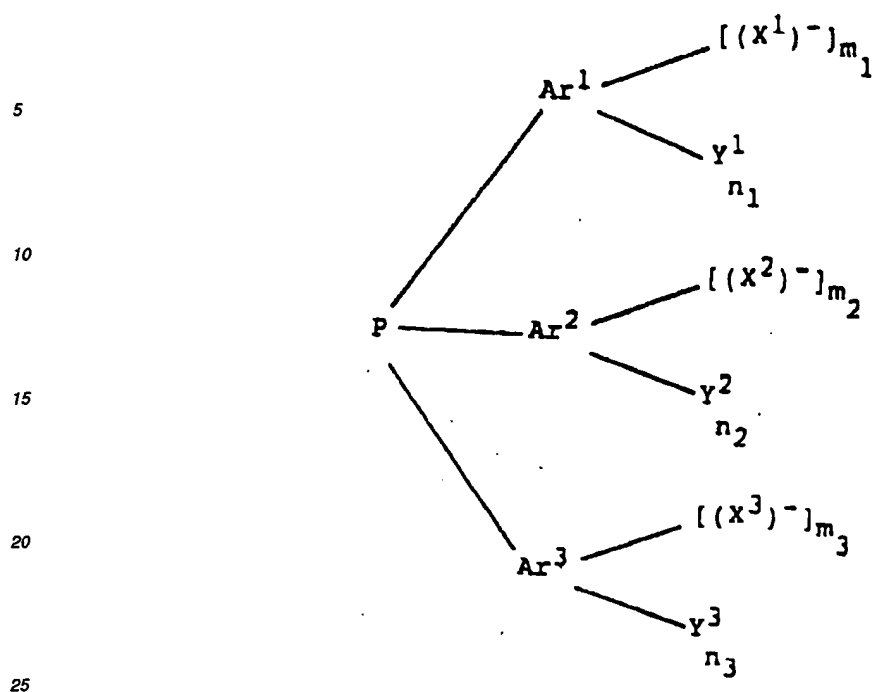 [(X¹)⁻]m₁
5
Ar¹
Y¹
n₁
10
[(X²)⁻]m₂
P
Ar²
15
Y²
n₂
[(X³)⁻]m₃
20
Ar³
Y³
n₃
25